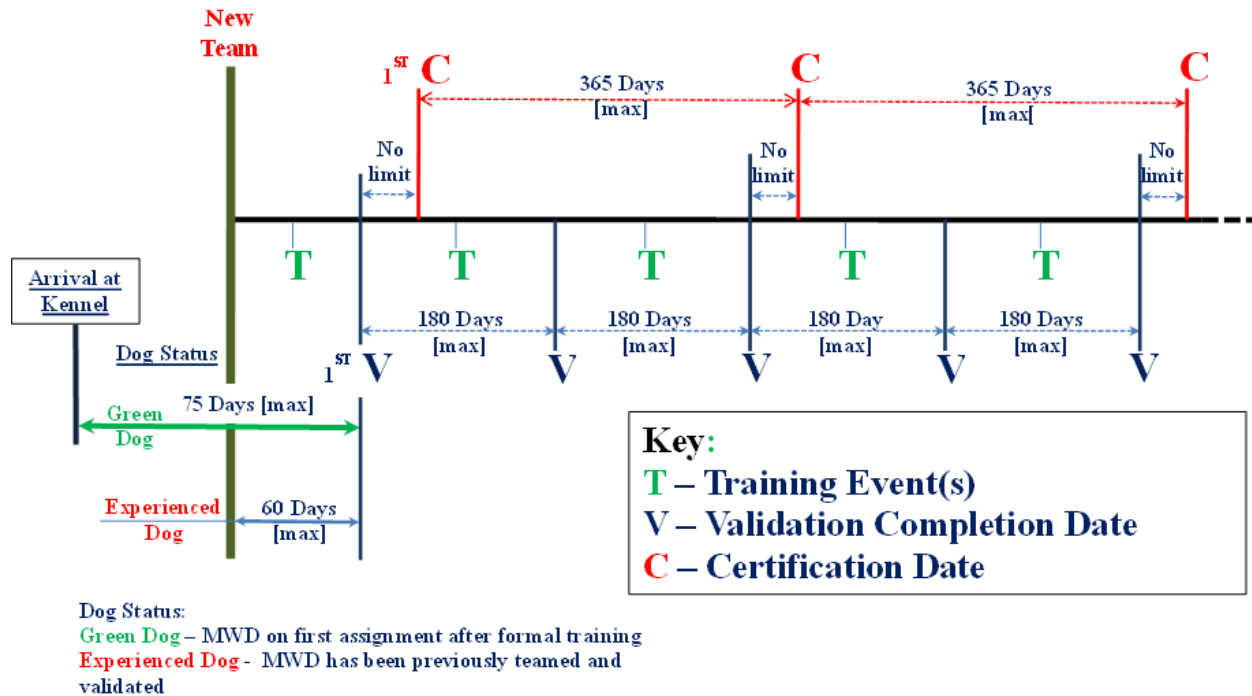 New
Team
1ST C
C
C
365 Days
[max]
365 Days
[max[
No
limit
No
limit
No
limit
T
T
T
T
T
Arrival at
Kennel
Dog Status
180 Days
[max]
180 Days
[max]
180 Day
[max]
180 Days
[max]
1ST V
V
V
V
V
75 Days [max]
Green
Dog
Experienced
Dog
60 Days
[max]
Key:
T – Training Event(s)
V – Validation Completion Date
C – Certification Date
Dog Status:
Green Dog – MWD on first assignment after formal training
Experienced Dog - MWD has been previously teamed and
validated